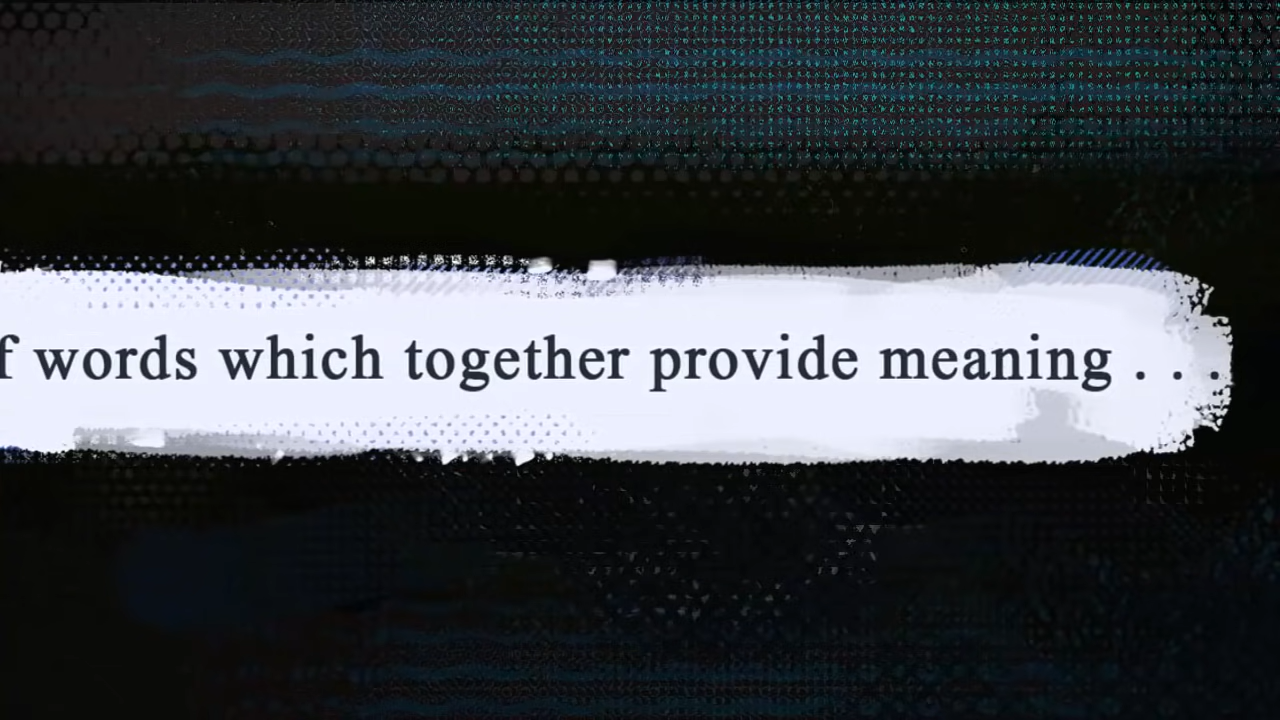 f words which together provide meaning . . .